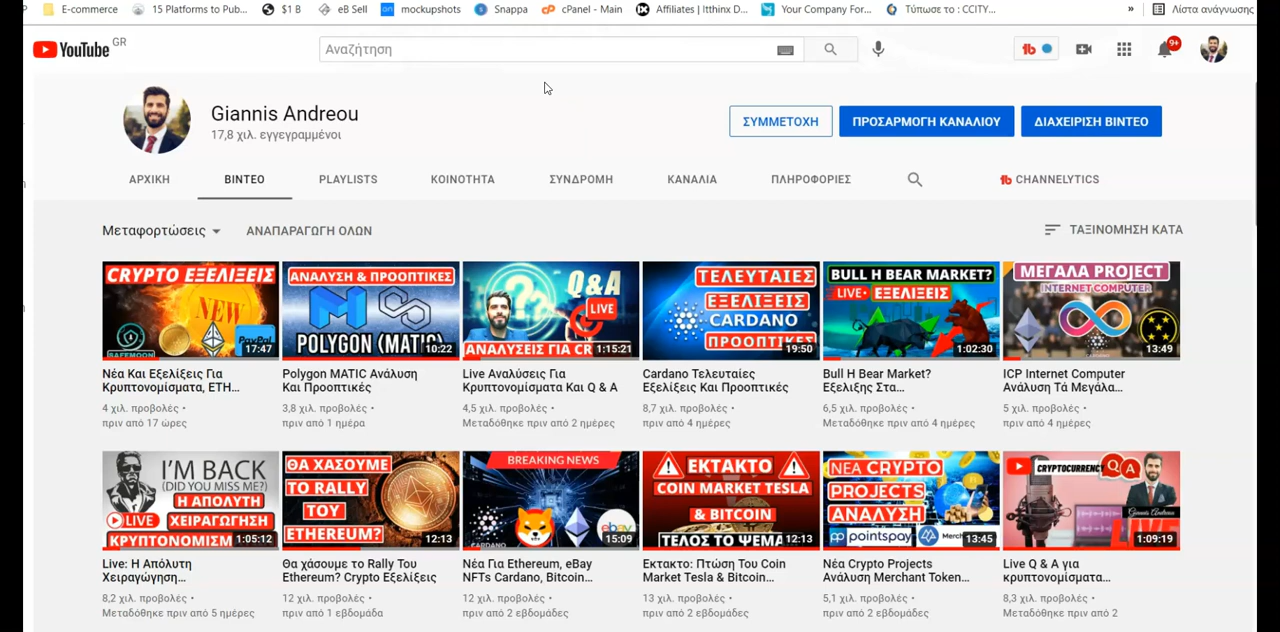 E-commerce
15 Platforms to Pub...
$1 B
eB Sell
mockupshots
Snappa
cPanel - Main
Affiliates | Itthinx D...
Your Company For...
Τύπωσε το : CCITY...
»
Λίστα ανάγνωσης
YouTube GR
Αναζήτηση
tb
9+
Giannis Andreou
17,8 χιλ. εγγεγραμμένοι
ΣΥΜΜΕΤΟΧΗ
ΠΡΟΣΑΡΜΟΓΗ ΚΑΝΑΛΙΟΥ
ΔΙΑΧΕΙΡΙΣΗ ΒΙΝΤΕΟ
ΑΡΧΙΚΗ
ΒΙΝΤΕΟ
PLAYLISTS
ΚΟΙΝΟΤΗΤΑ
ΣΥΝΔΡΟΜΗ
ΚΑΝΑΛΙΑ
ΠΛΗΡΟΦΟΡΙΕΣ
tb CHANNELYTICS
Μεταφορτώσεις
ΑΝΑΠΑΡΑΓΩΓΗ ΟΛΩΝ
ΤΑΞΙΝΟΜΗΣΗ ΚΑΤΑ
CRYPTO ΕΞΕΛΙΞΕΙΣ
NEW
SAFEMOON
PayPal
17:47
Νέα Και Εξελίξεις Για
Κρυπτονομίσματα, ETH...
4 χιλ. προβολές •
πριν από 17 ώρες
ΑΝΑΛΥΣΗ & ΠΡΟΟΠΤΙΚΕΣ
POLYGON (MATIC)
10:22
Polygon MATIC Ανάλυση
Και Προοπτικές
3,8 χιλ. προβολές •
πριν από 1 ημέρα
Q&A
LIVE
ΑΝΑΛΥΣΕΙΣ ΓΙΑ CR
1:15:21
Live Αναλύσεις Για
Κρυπτονομίσματα Και Q & A
4,5 χιλ. προβολές •
Μεταδόθηκε πριν από 2 ημέρες
ΤΕΛΕΥΤΑΙΕΣ
ΕΞΕΛΙΞΕΙΣ
CARDANO
ΠΡΟΟΠΤΙΚΕΣ
19:50
Cardano Τελευταίες
Εξελίξεις Και Προοπτικές
8,7 χιλ. προβολές •
πριν από 4 ημέρες
BULL Η BEAR MARKET?
LIVE• ΕΞΕΛΙΞΕΙΣ
1:02:30
Bull Η Bear Market?
Εξελιξης Στα...
6,5 χιλ. προβολές •
Μεταδόθηκε πριν από 4 ημέρες
ΜΕΓΑΛΑ PROJECT
INTERNET COMPUTER
CARDANO
13:49
ICP Internet Computer
Ανάλυση Τά Μεγάλα...
5 χιλ. προβολές •
πριν από 4 ημέρες
I'M BACK
(DID YOU MISS ME?)
Η ΑΠΟΛΥΤΗ
LIVE ΧΕΙΡΑΓΩΓΗΣΗ
ΚΡΥΠΤΟΝΟΜΙΣΜ
1:05:12
Live: Η Απόλυτη
Χειραγώγηση...
8,2 χιλ. προβολές •
Μεταδόθηκε πριν από 5 ημέρες
ΘΑ ΧΑΣΟΥΜΕ
ΤΟ RALLY
ΤΟΥ
ETHEREUM?
12:13
Θα χάσουμε το Rally Του
Ethereum? Crypto Εξελίξεις
12 χιλ. προβολές •
πριν από 1 εβδομάδα
BREAKING NEWS
CARDANO
ebay
15:09
Νέα Για Ethereum, eBay
NFTs Cardano, Bitcoin...
12 χιλ. προβολές •
πριν από 2 εβδομάδες
ΕΚΤΑΚΤΟ
COIN MARKET TESLA
& BITCOIN
ΤΕΛΟΣ ΤΟ ΨΕΜΑ
12:13
Εκτακτο: Πτώση Του Coin
Market Tesla & Bitcoin...
13 χιλ. προβολές •
πριν από 2 εβδομάδες
ΝΕΑ CRYPTO
PROJECTS
ΑΝΑΛΥΣΗ
pointspay
Merch
13:45
Νέα Crypto Projects
Ανάλυση Merchant Token...
5,1 χιλ. προβολές •
πριν από 2 εβδομάδες
CRYPTOCURRENCY
Q A
Giannis Andreou
LIVE
1:09:19
Live Q & A για
κρυπτονομίσματα...
8,3 χιλ. προβολές •
Μεταδόθηκε πριν από 2